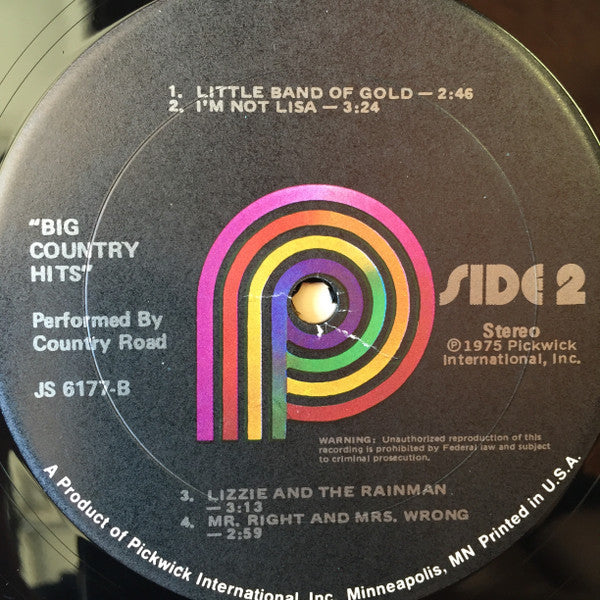 1. LITTLE BAND OF GOLD — 2:46
2. I'M NOT LISA — 3:24
"BIG
COUNTRY
HITS"
Performed By
Country Road
JS 6177-B
SIDE 2
Stereo
℗ 1975 Pickwick
International, Inc.
WARNING: Unauthorized reproduction of this
recording is prohibited by Federal law and subject
to criminal prosecution.
3. LIZZIE AND THE RAINMAN
— 3:13
4. MR. RIGHT AND MRS. WRONG
— 2:59
A Product of Pickwick International, Inc. Minneapolis, MN Printed in U.S.A.